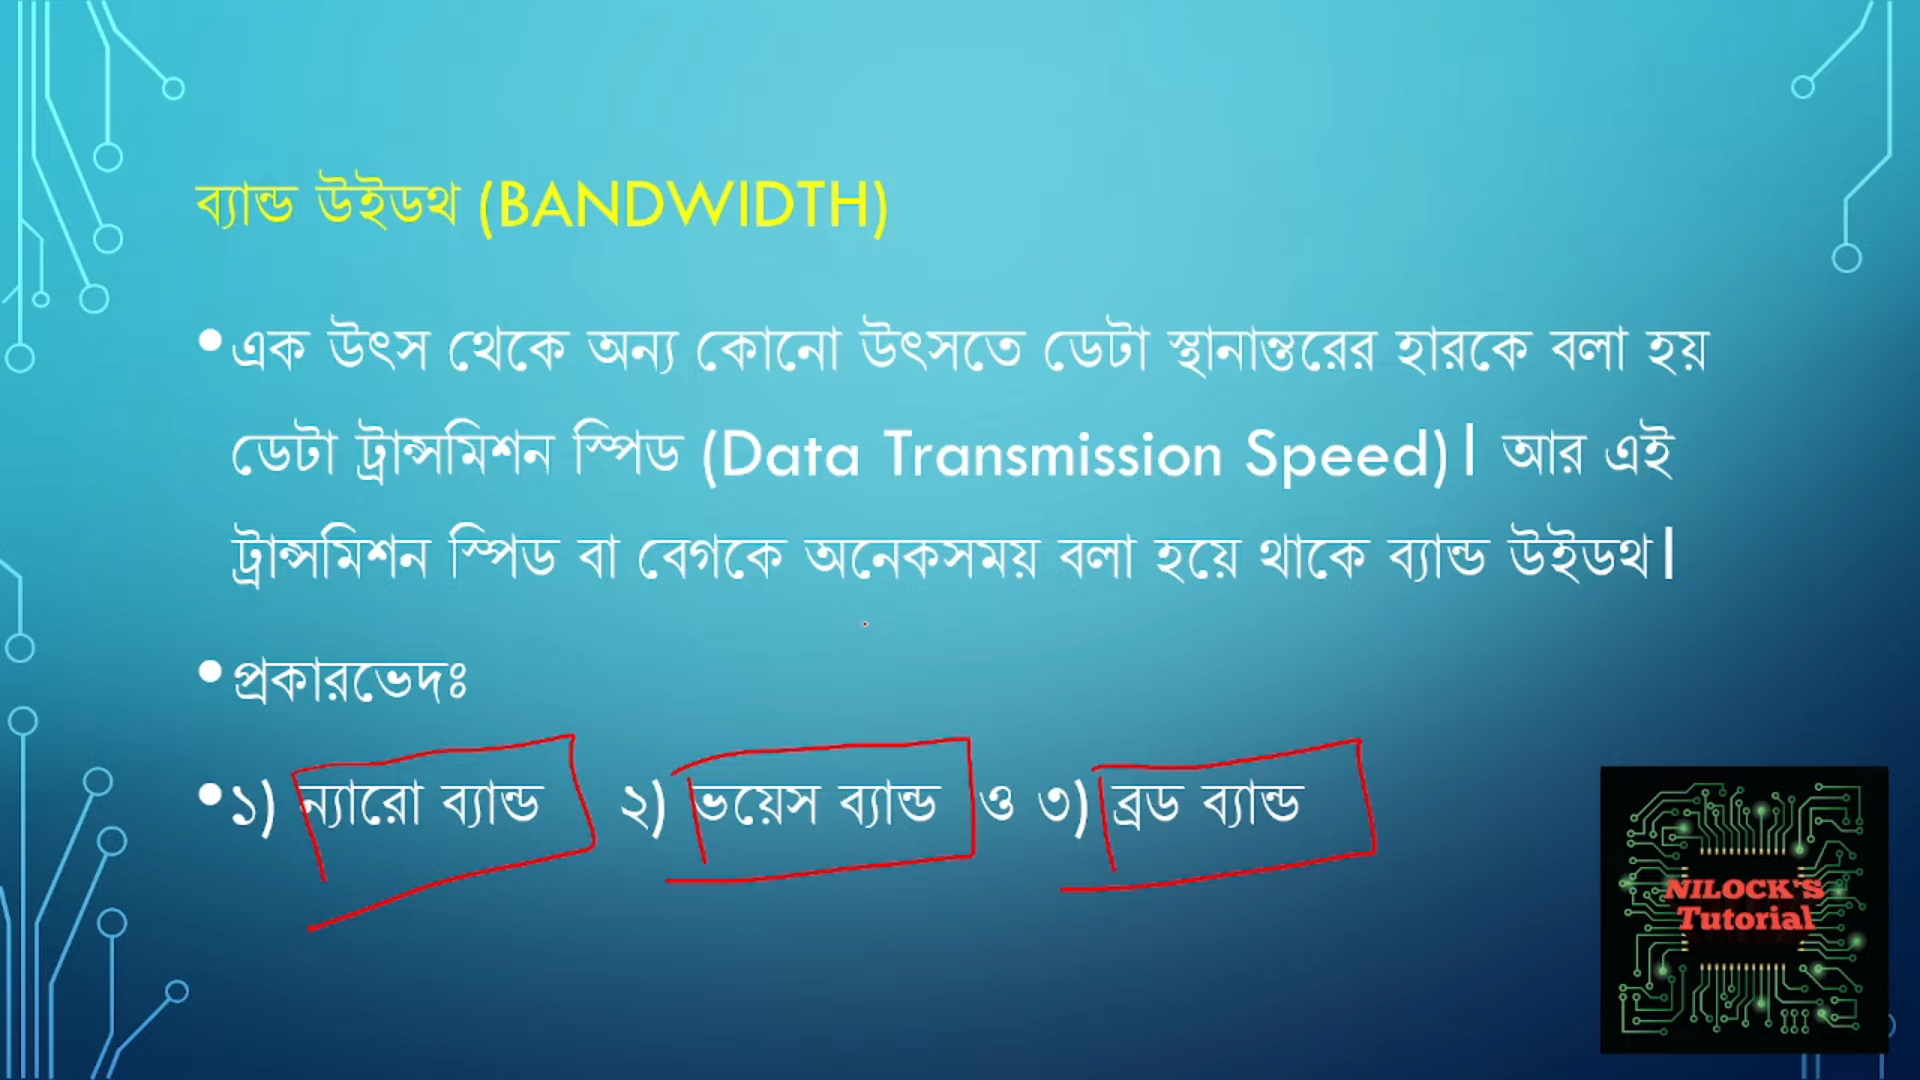 ব্যান্ড উইডথ (BANDWIDTH)
•এক উৎস থেকে অন্য কোনো উৎসতে ডেটা স্থানান্তরের হারকে বলা হয়
ডেটা ট্রান্সমিশন স্পিড (Data Transmission Speed)। আর এই
ট্রান্সমিশন স্পিড বা বেগকে অনেকসময় বলা হয়ে থাকে ব্যান্ড উইডথ।
•প্রকারভেদঃ
•১) ন্যারো ব্যান্ড ২) ভয়েস ব্যান্ড ও ৩) ব্রড ব্যান্ড
NILOCK'S
Tutorial